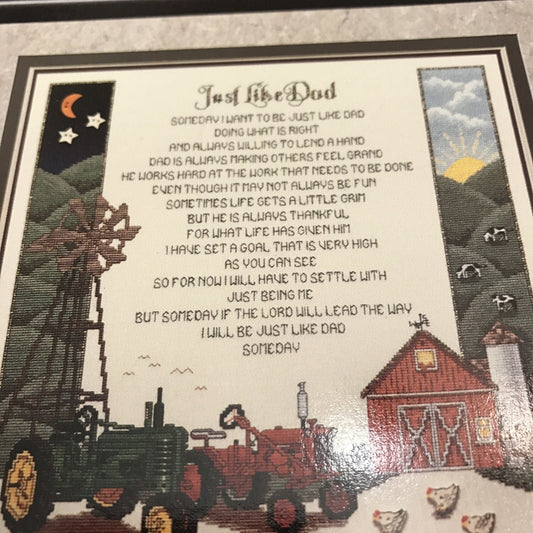 Just Like Dad
SOMEDAY I WANT TO BE JUST LIKE DAD
DOING WHAT IS RIGHT
AND ALWAYS WILLING TO LEND A HAND
DAD IS ALWAYS MAKING OTHERS FEEL GRAND
HE WORKS HARD AT THE WORK THAT NEEDS TO BE DONE
EVEN THOUGH IT MAY NOT ALWAYS BE FUN
SOMETIMES LIFE GETS A LITTLE GRIM
BUT HE IS ALWAYS THANKFUL
FOR WHAT LIFE HAS GIVEN HIM
I HAVE SET A GOAL THAT IS VERY HIGH
AS YOU CAN SEE
SO FOR NOW I WILL HAVE TO SETTLE WITH
JUST BEING ME
BUT SOMEDAY IF THE LORD WILL LEAD THE WAY
I WILL BE JUST LIKE DAD
SOMEDAY